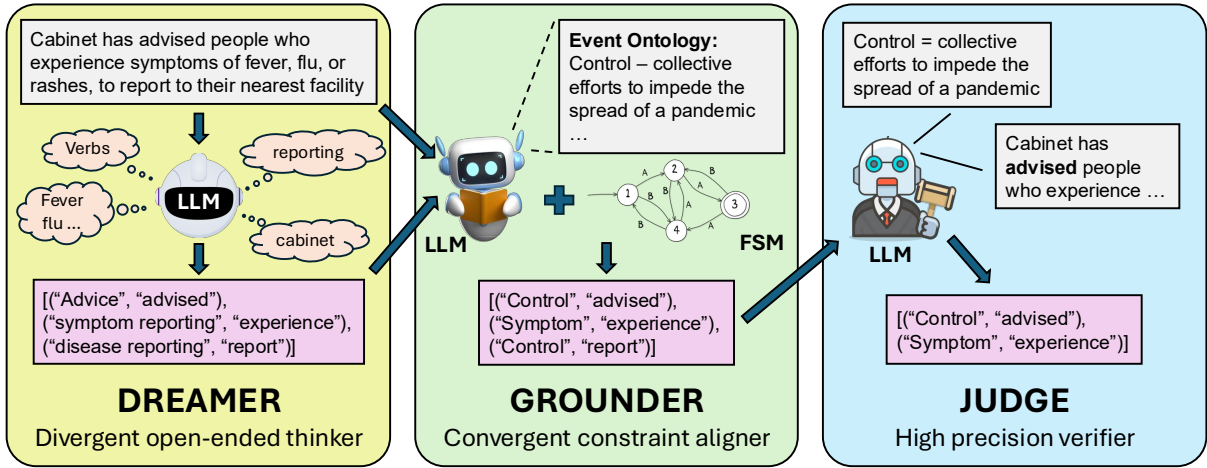 Cabinet has advised people who
experience symptoms of fever, flu, or
rashes, to report to their nearest facility
Verbs
reporting
Fever
flu ...
cabinet
LLM
[(“Advice”, “advised”),
(“symptom reporting”, “experience”),
(“disease reporting”, “report”)]
DREAMER
Divergent open-ended thinker
Event Ontology:
Control – collective
efforts to impede the
spread of a pandemic
...
LLM
1
2
3
4
A
B
B
A
B
A
B
A
B
A
FSM
[(“Control”, “advised”),
(“Symptom”, “experience”),
(“Control”, “report”)]
GROUNDER
Convergent constraint aligner
Control = collective
efforts to impede the
spread of a pandemic
Cabinet has
advised people
who experience ...
LLM
[(“Control”, “advised”),
(“Symptom”, “experience”)]
JUDGE
High precision verifier